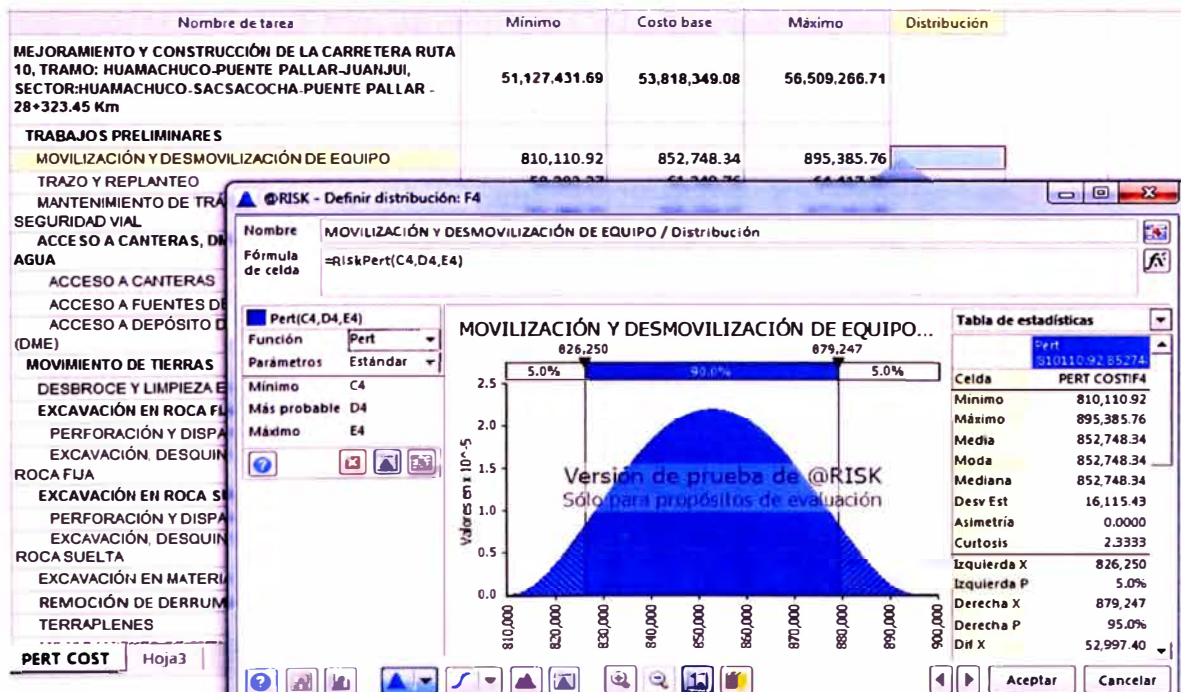 Nombre de tarea Mínimo Costo base Máximo Distribución
MEJORAMIENTO Y CONSTRUCCIÓN DE LA CARRETERA RUTA
10, TRAMO: HUAMACHUCO-PUENTE PALLAR-JUANJUI,
SECTOR:HUAMACHUCO-SACSACOCHA-PUENTE PALLAR -
28+323.45 Km
51,127,431.69 53,818,349.08 56,509,266.71
TRABAJOS PRELIMINARES
MOVILIZACIÓN Y DESMOVILIZACIÓN DE EQUIPO 810,110.92 852,748.34 895,385.76
TRAZO Y REPLANTEO
MANTENIMIENTO DE TRÁ
SEGURIDAD VIAL
ACCESO A CANTERAS, DM
AGUA
ACCESO A CANTERAS
ACCESO A FUENTES DE
ACCESO A DEPÓSITO D
(DME)
MOVIMIENTO DE TIERRAS
DESBROCE Y LIMPIEZA E
EXCAVACIÓN EN ROCA FI
PERFORACIÓN Y DISPA
EXCAVACIÓN, DESQUIN
ROCA FIJA
EXCAVACIÓN EN ROCA S
PERFORACIÓN Y DISPA
EXCAVACIÓN, DESQUIN
ROCA SUELTA
EXCAVACIÓN EN MATERI
REMOCIÓN DE DERRUM
TERRAPLENES
PERT COST Hoja3
@RISK - Definir distribución: F4
Nombre MOVILIZACIÓN Y DESMOVILIZACIÓN DE EQUIPO / Distribución
Fórmula
de celda
=RiskPert(C4,D4,E4)
fx
Pert(C4,D4,E4)
Función Pert
Parámetros Estándar
Mínimo C4
Más probable D4
Máximo E4
MOVILIZACIÓN Y DESMOVILIZACIÓN DE EQUIPO...
826,250 879,247
5.0% 90.0% 5.0%
Valores en x 10^-5
2.5
2.0
1.5
1.0
0.5
0.0
810,000 820,000 830,000 840,000 850,000 860,000 870,000 880,000 890,000 900,000
Versión de prueba de @RISK
Sólo para propósitos de evaluación
Tabla de estadísticas
Pert
Celda PERT COST!F4
Mínimo 810,110.92
Máximo 895,385.76
Media 852,748.34
Moda 852,748.34
Mediana 852,748.34
Desv Est 16,115.43
Asimetría 0.0000
Curtosis 2.3333
Izquierda X 826,250
Izquierda P 5.0%
Derecha X 879,247
Derecha P 95.0%
Dif X 52,997.40
Aceptar Cancelar